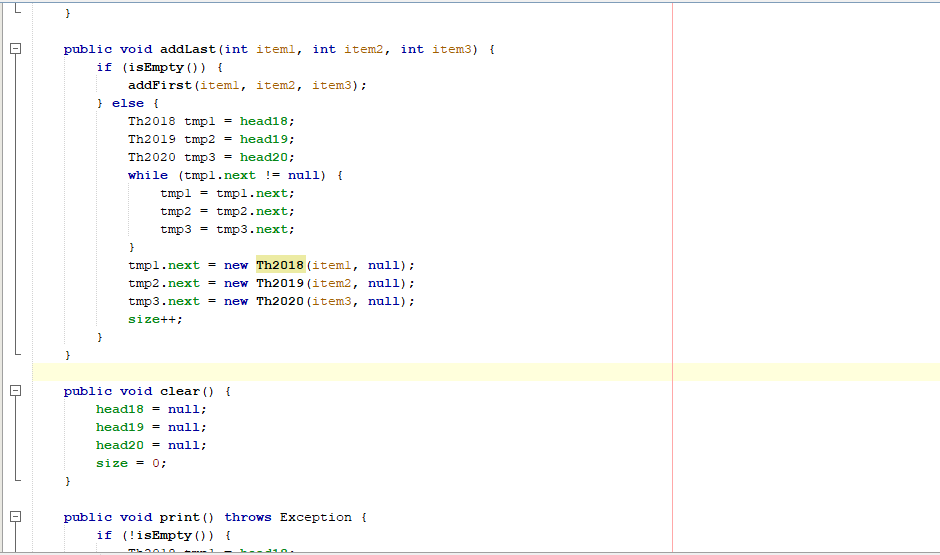 }
public void addLast(int item1, int item2, int item3) {
if (isEmpty()) {
addFirst(item1, item2, item3);
} else {
Th2018 tmp1 = head18;
Th2019 tmp2 = head19;
Th2020 tmp3 = head20;
while (tmp1.next != null) {
tmp1 = tmp1.next;
tmp2 = tmp2.next;
tmp3 = tmp3.next;
}
tmp1.next = new Th2018(item1, null);
tmp2.next = new Th2019(item2, null);
tmp3.next = new Th2020(item3, null);
size++;
}
}
public void clear() {
head18 = null;
head19 = null;
head20 = null;
size = 0;
}
public void print() throws Exception {
if (!isEmpty()) {
Th2018 tmp1 = head18;